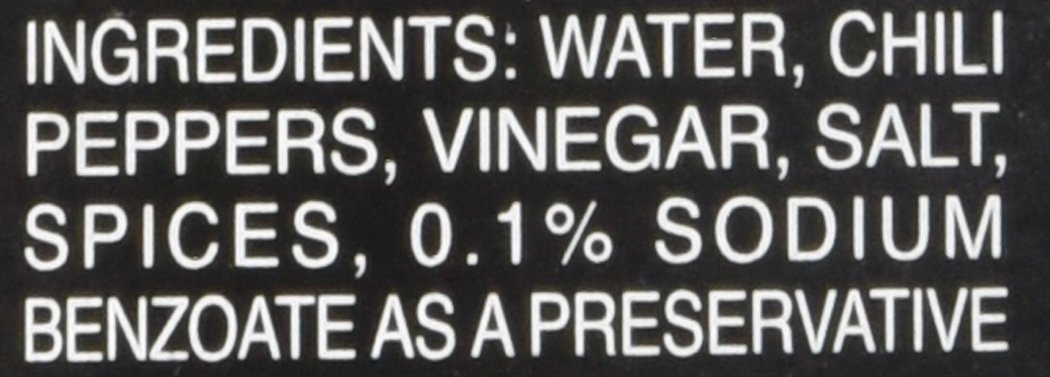 INGREDIENTS: WATER, CHILI
PEPPERS, VINEGAR, SALT,
SPICES, 0.1% SODIUM
BENZOATE AS A PRESERVATIVE